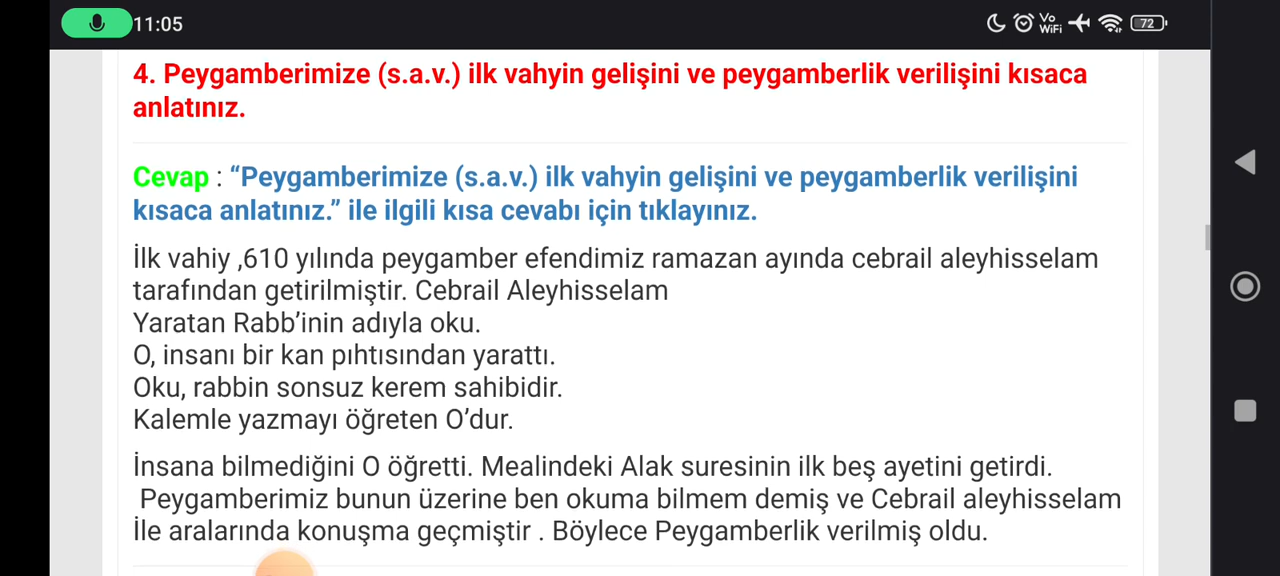 11:05
Vo
WiFi
72
4. Peygamberimize (s.a.v.) ilk vahyin gelişini ve peygamberlik verilişini kısaca
anlatınız.
Cevap : “Peygamberimize (s.a.v.) ilk vahyin gelişini ve peygamberlik verilişini
kısaca anlatınız.” ile ilgili kısa cevabı için tıklayınız.
İlk vahiy ,610 yılında peygamber efendimiz ramazan ayında cebrail aleyhisselam
tarafından getirilmiştir. Cebrail Aleyhisselam
Yaratan Rabb’inin adıyla oku.
O, insanı bir kan pıhtısından yarattı.
Oku, rabbin sonsuz kerem sahibidir.
Kalemle yazmayı öğreten O’dur.
İnsana bilmediğini O öğretti. Mealindeki Alak suresinin ilk beş ayetini getirdi.
Peygamberimiz bunun üzerine ben okuma bilmem demiş ve Cebrail aleyhisselam
İle aralarında konuşma geçmiştir . Böylece Peygamberlik verilmiş oldu.